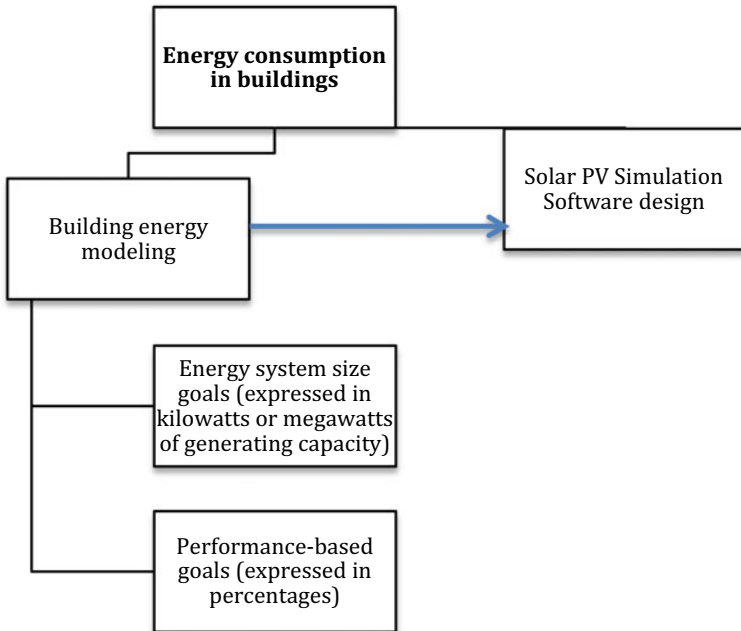 Energy consumption
in buildings
Solar PV Simulation
Software design
Building energy
modeling
Energy system size
goals (expressed in
kilowatts or megawatts
of generating capacity)
Performance-based
goals (expressed in
percentages)